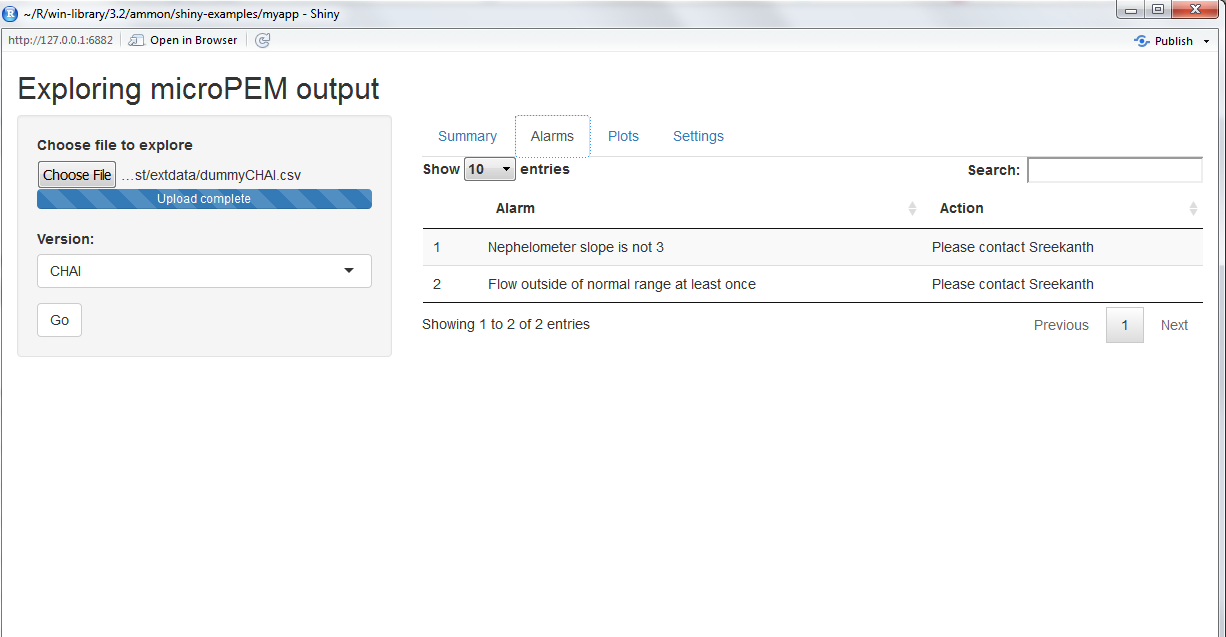 ~/R/win-library/3.2/ammon/shiny-examples/myapp - Shiny
http://127.0.0.1:6882 Open in Browser Publish
Exploring microPEM output
Choose file to explore
Choose File ...st/extdata/dummyCHAI.csv
Upload complete
Version:
CHAI
Go
Summary Alarms Plots Settings
Show 10 entries Search:
Alarm Action
1 Nephelometer slope is not 3 Please contact Sreekanth
2 Flow outside of normal range at least once Please contact Sreekanth
Showing 1 to 2 of 2 entries Previous 1 Next